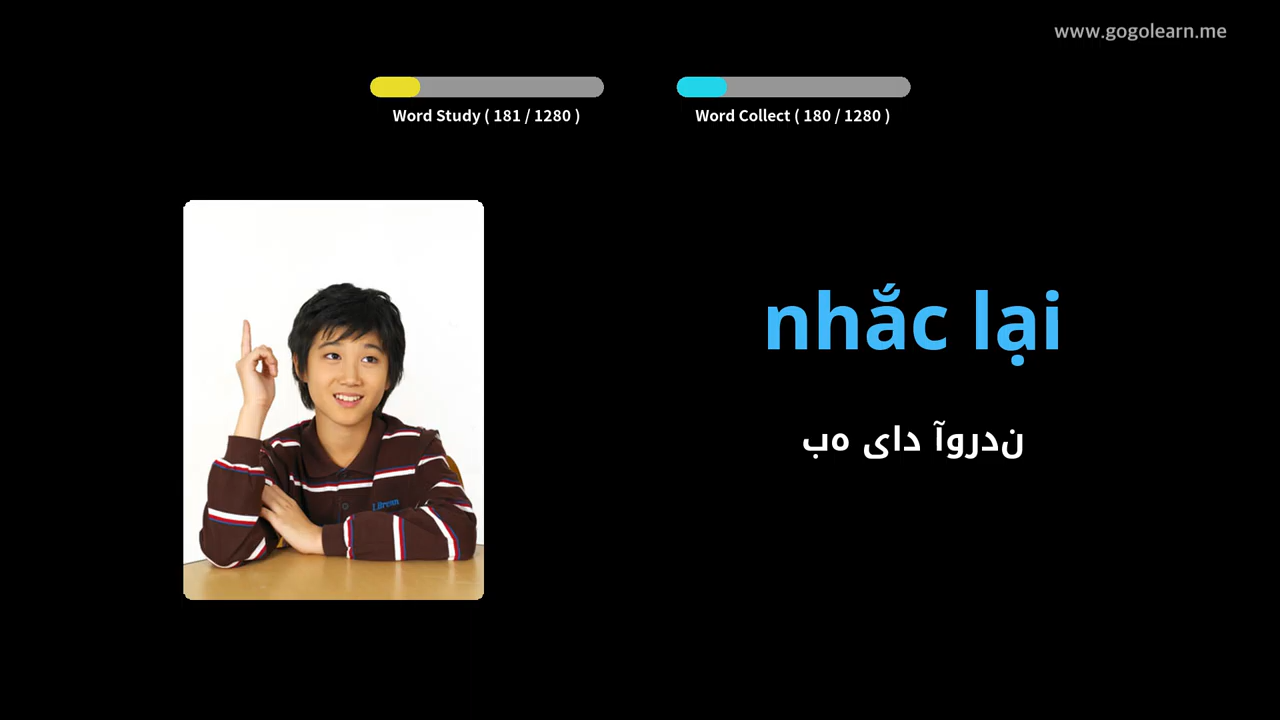 www.gogolearn.me
Word Study ( 181 / 1280 )
Word Collect ( 180 / 1280 )
nhắc lại
به یاد آوردن